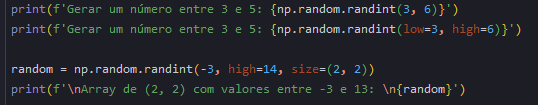 print(f'Gerar um número entre 3 e 5: {np.random.randint(3, 6)}')
print(f'Gerar um número entre 3 e 5: {np.random.randint(low=3, high=6)}')
random = np.random.randint(-3, high=14, size=(2, 2))
print(f'\nArray de (2, 2) com valores entre -3 e 13: \n{random}')